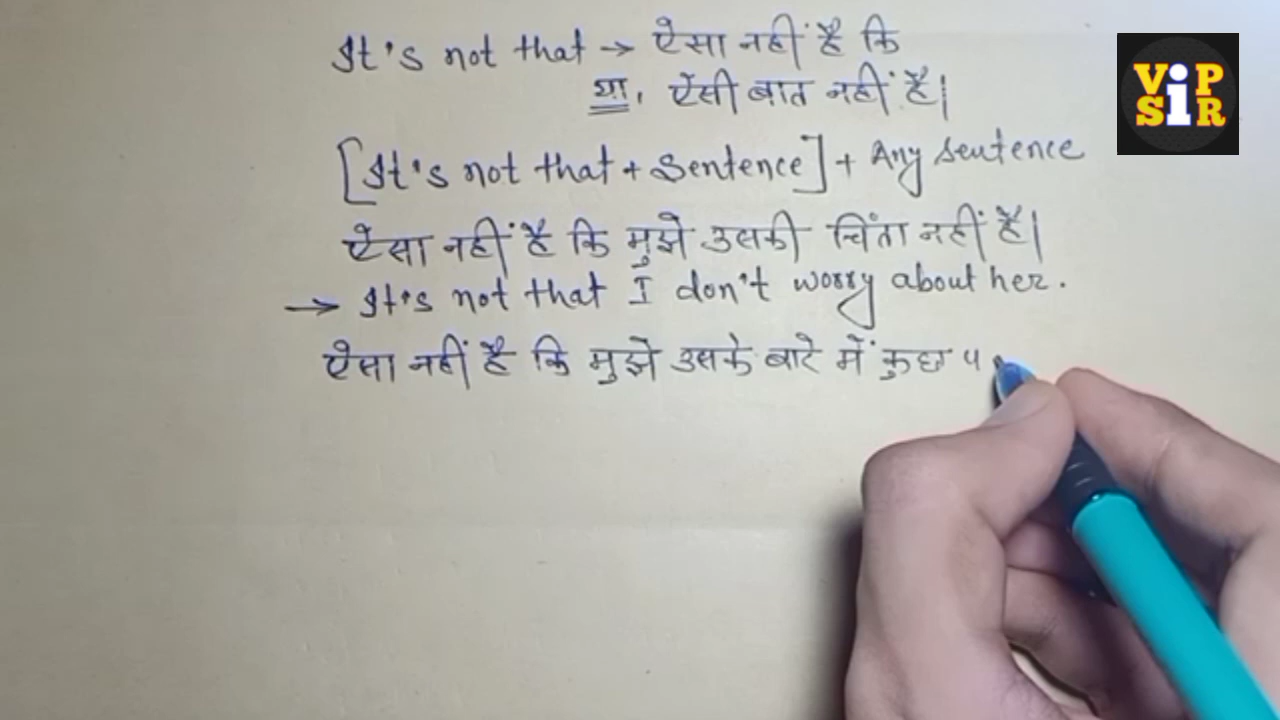 It's not that → ऐसा नहीं है कि
या, ऐसी बात नहीं है।
[It's not that + Sentence] + Any sentence
ऐसा नहीं है कि मुझे उसकी चिंता नहीं है।
→ It's not that I don't worry about her.
ऐसा नहीं है कि मुझे उसके बारे में कुछ प
ViP
SiR